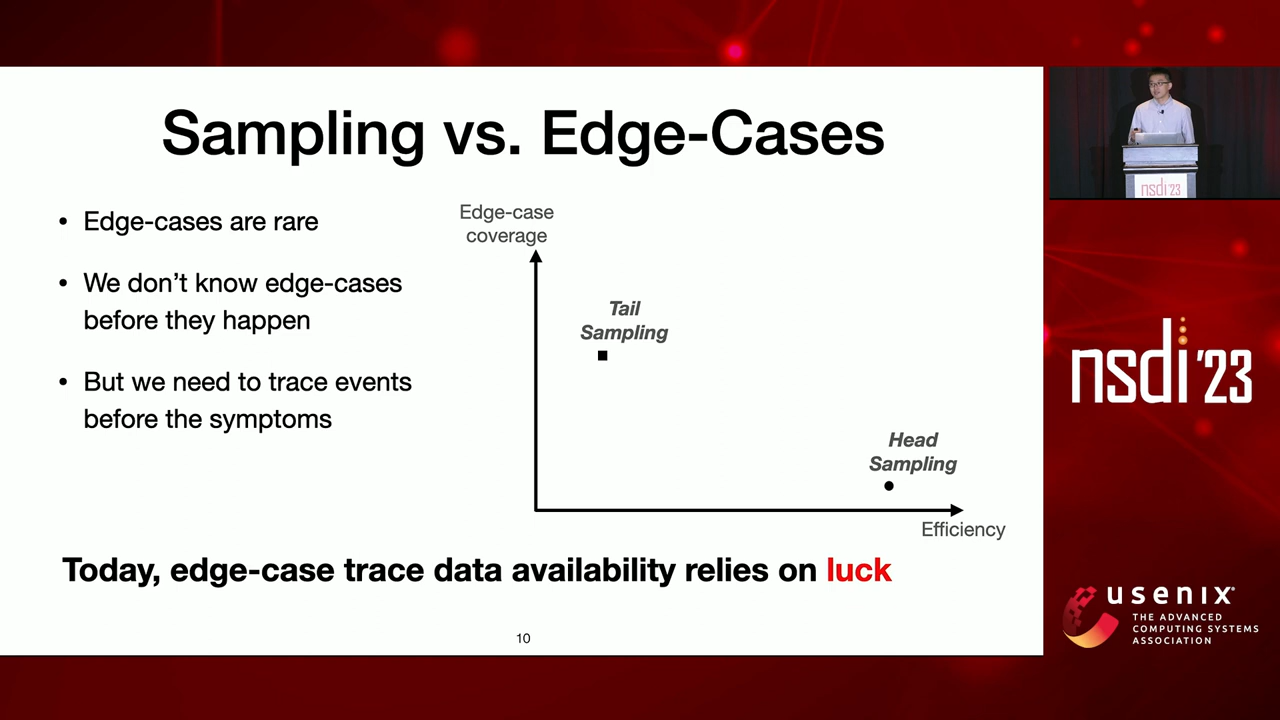 Sampling vs. Edge-Cases
• Edge-cases are rare
• We don’t know edge-cases
before they happen
• But we need to trace events
before the symptoms
Edge-case
coverage
Tail
Sampling
Head
Sampling
Efficiency
Today, edge-case trace data availability relies on luck
10
nsdi'23
nsdi '23
usenix®
THE ADVANCED
COMPUTING SYSTEMS
ASSOCIATION